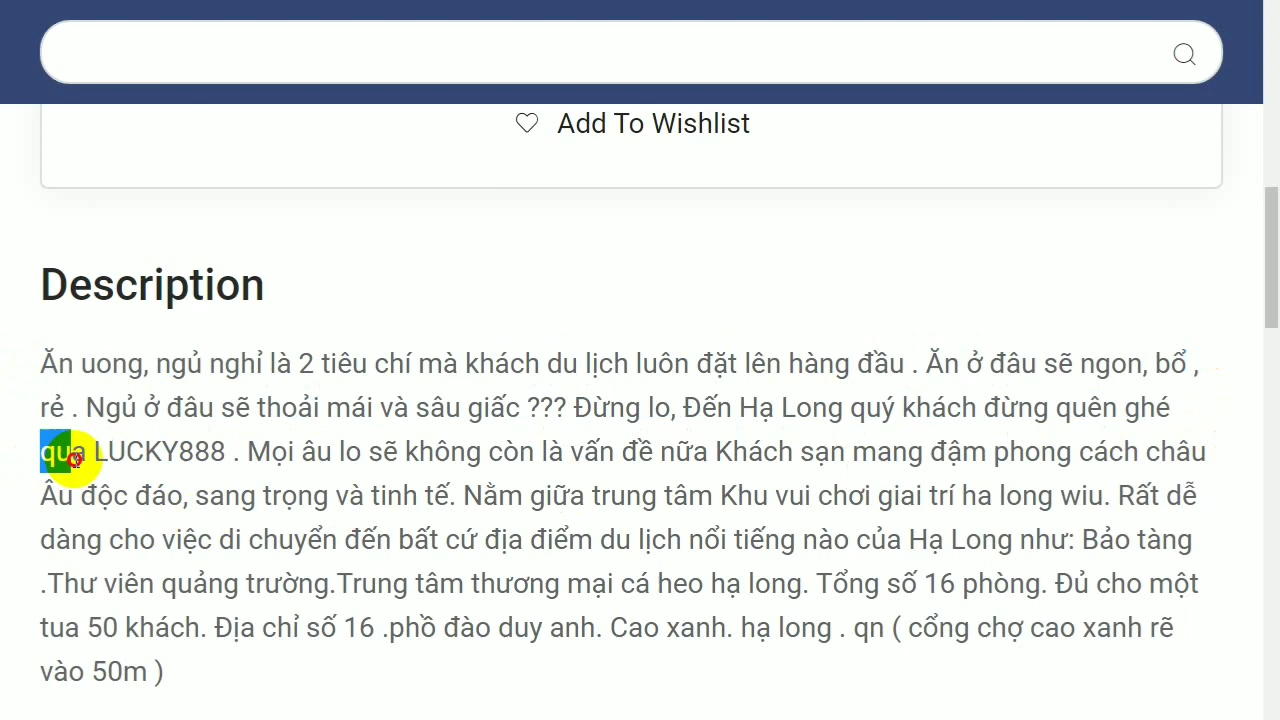 Add To Wishlist
Description
Ăn uong, ngủ nghỉ là 2 tiêu chí mà khách du lịch luôn đặt lên hàng đầu . Ăn ở đâu sẽ ngon, bổ ,
rẻ . Ngủ ở đâu sẽ thoải mái và sâu giấc ??? Đừng lo, Đến Hạ Long quý khách đừng quên ghé
qua LUCKY888 . Mọi âu lo sẽ không còn là vấn đề nữa Khách sạn mang đậm phong cách châu
Âu độc đáo, sang trọng và tinh tế. Nằm giữa trung tâm Khu vui chơi giai trí ha long wiu. Rất dễ
dàng cho việc di chuyển đến bất cứ địa điểm du lịch nổi tiếng nào của Hạ Long như: Bảo tàng
.Thư viên quảng trường.Trung tâm thương mại cá heo hạ long. Tổng số 16 phòng. Đủ cho một
tua 50 khách. Địa chỉ số 16 .phồ đào duy anh. Cao xanh. hạ long . qn ( cổng chợ cao xanh rẽ
vào 50m )